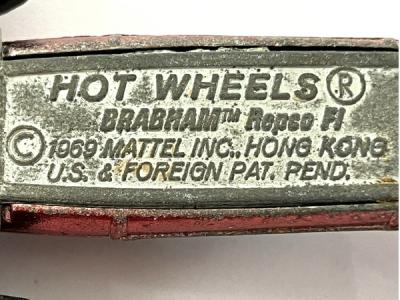 HOT WHEELS®
BRABHAM™ Repco F1
© 1969 MATTEL INC., HONG KONG
U.S. & FOREIGN PAT. PEND.